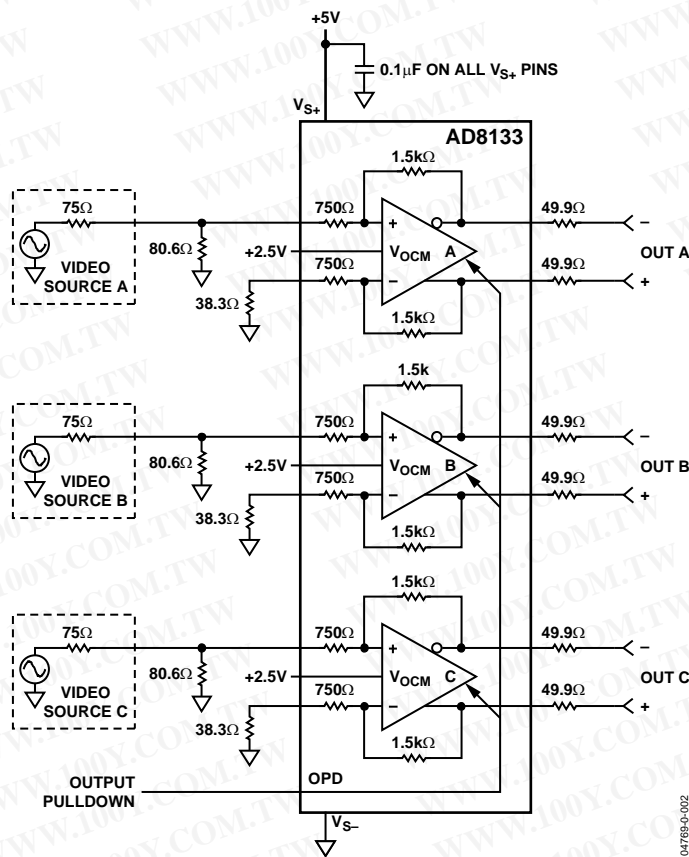 +5V
0.1μF ON ALL VS+ PINS
VS+
AD8133
1.5kΩ
75Ω
750Ω
49.9Ω
+
−
80.6Ω
+2.5V
VOCM
A
OUT A
VIDEO
SOURCE A
750Ω
−
49.9Ω
+
38.3Ω
1.5kΩ
1.5k
75Ω
750Ω
49.9Ω
+
−
80.6Ω
+2.5V
VOCM
B
OUT B
VIDEO
SOURCE B
750Ω
−
49.9Ω
+
38.3Ω
1.5kΩ
1.5kΩ
75Ω
750Ω
49.9Ω
+
−
80.6Ω
+2.5V
VOCM
C
OUT C
VIDEO
SOURCE C
750Ω
−
49.9Ω
+
38.3Ω
1.5kΩ
OUTPUT
PULLDOWN
OPD
VS−
04769-0-002
WWW.100Y.COM.TW